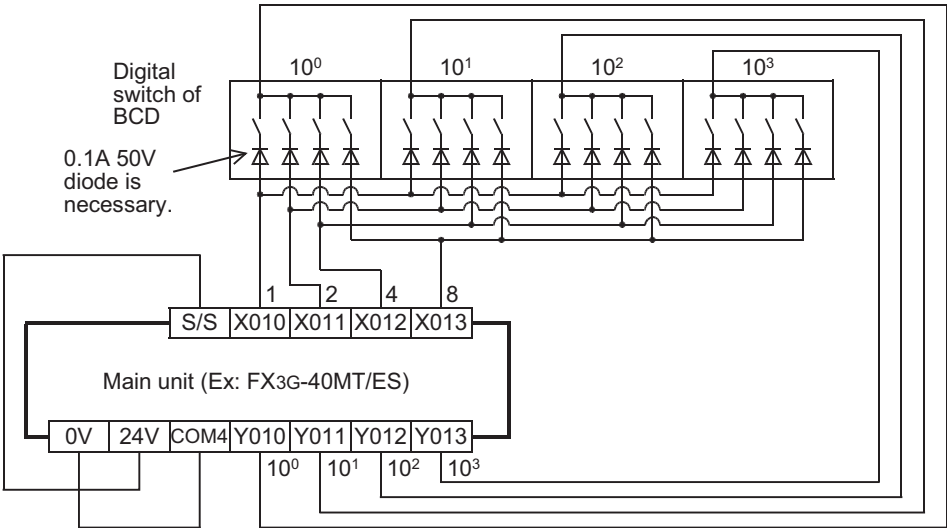 10⁰ 10¹ 10² 10³
Digital
switch of
BCD
0.1A 50V
diode is
necessary.
1 2 4 8
S/S X010 X011 X012 X013
Main unit (Ex: FX3G-40MT/ES)
0V 24V COM4 Y010 Y011 Y012 Y013
10⁰ 10¹ 10² 10³